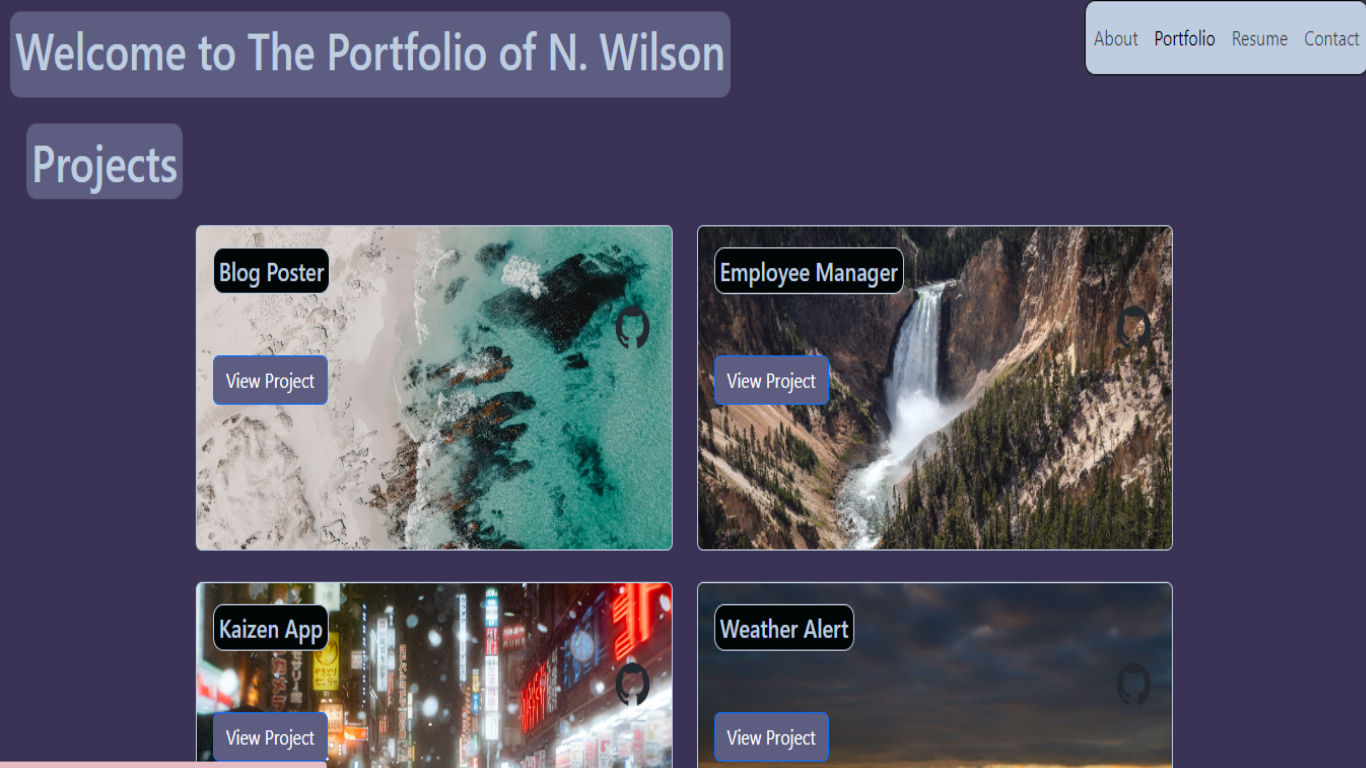 Welcome to The Portfolio of N. Wilson
About Portfolio Resume Contact
Projects
Blog Poster
View Project
Employee Manager
View Project
Kaizen App
View Project
Weather Alert
View Project